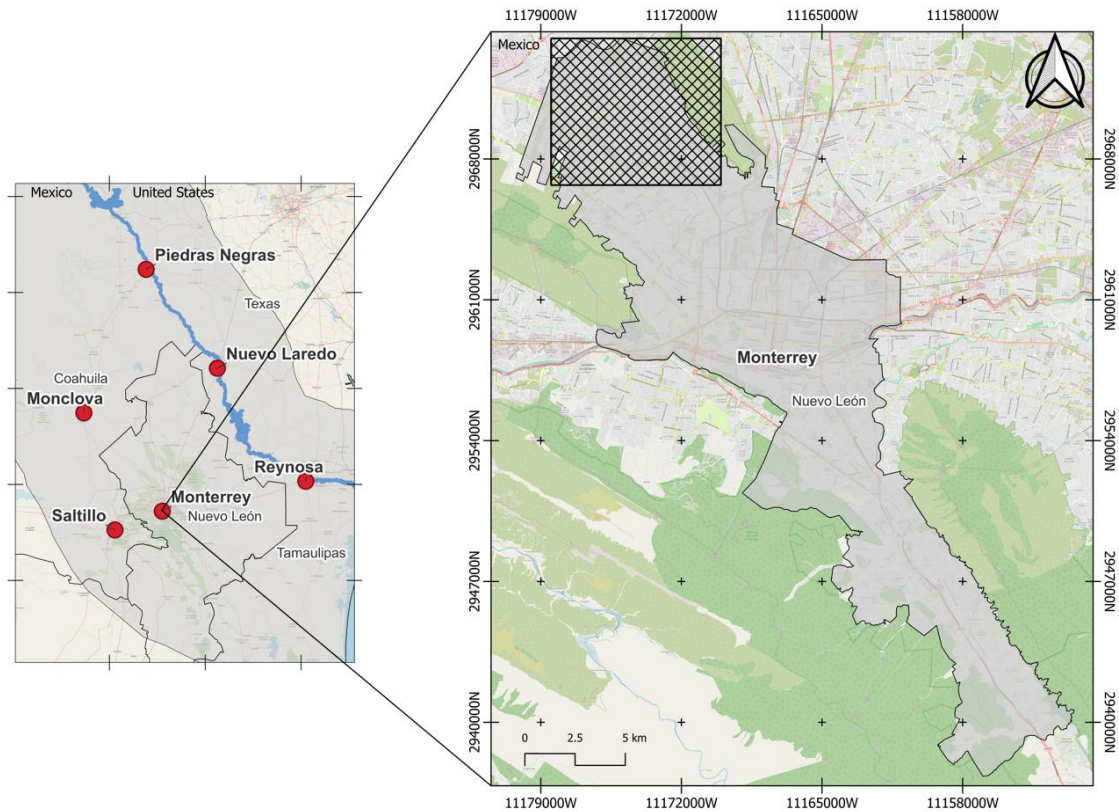 11179000W 11172000W 11165000W 11158000W
Mexico
2968000N 2968000N
Mexico United States
Piedras Negras
Texas
2961000N 2961000N
Nuevo Laredo
Monterrey
Coahuila
Monclova
Nuevo León
2954000N 2954000N
Reynosa
Monterrey
Saltillo
Nuevo León
Tamaulipas
2947000N 2947000N
2940000N 2940000N
0 2.5 5 km
11179000W 11172000W 11165000W 11158000W